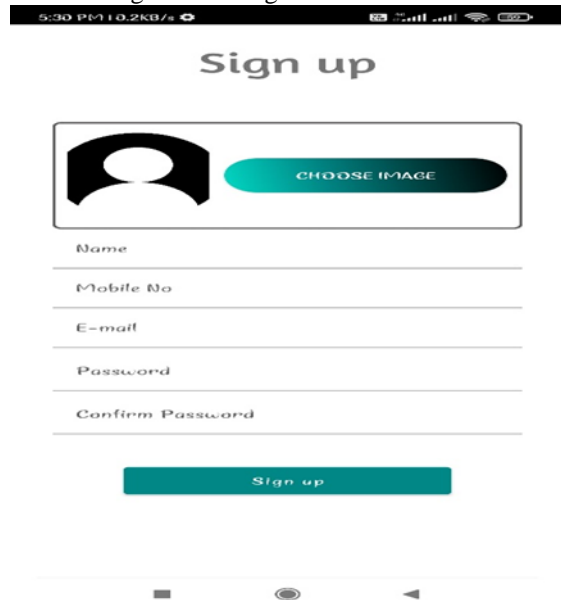 5:30 PM | 0.2KB/s
Sign up
CHOOSE IMAGE
Name
Mobile No
E-mail
Password
Confirm Password
Sign up